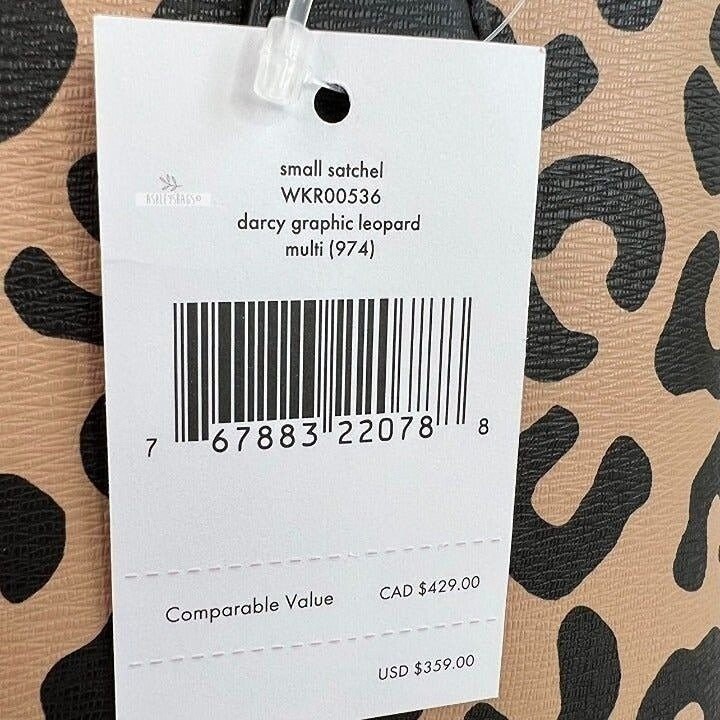 small satchel
WKR00536
ASHLEYSBAGS©
darcy graphic leopard
multi (974)
7 67883 22078 8
Comparable Value CAD $429.00
USD $359.00